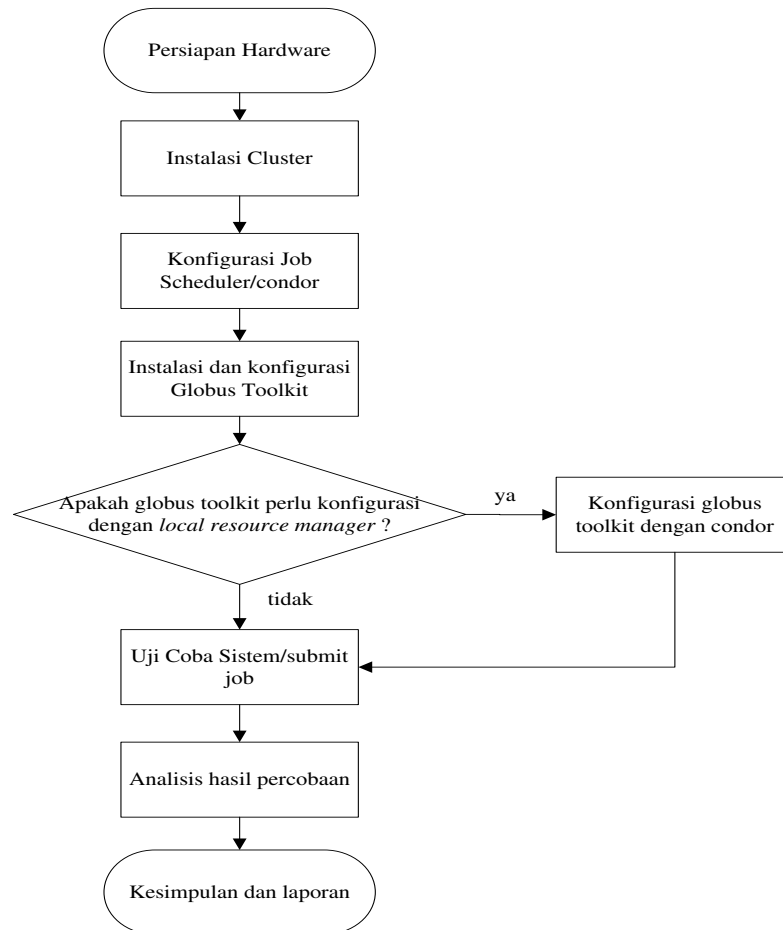 Persiapan Hardware
Instalasi Cluster
Konfigurasi Job
Scheduler/condor
Instalasi dan konfigurasi
Globus Toolkit
Apakah globus toolkit perlu konfigurasi
dengan local resource manager ?
ya
Konfigurasi globus
toolkit dengan condor
tidak
Uji Coba Sistem/submit
job
Analisis hasil percobaan
Kesimpulan dan laporan